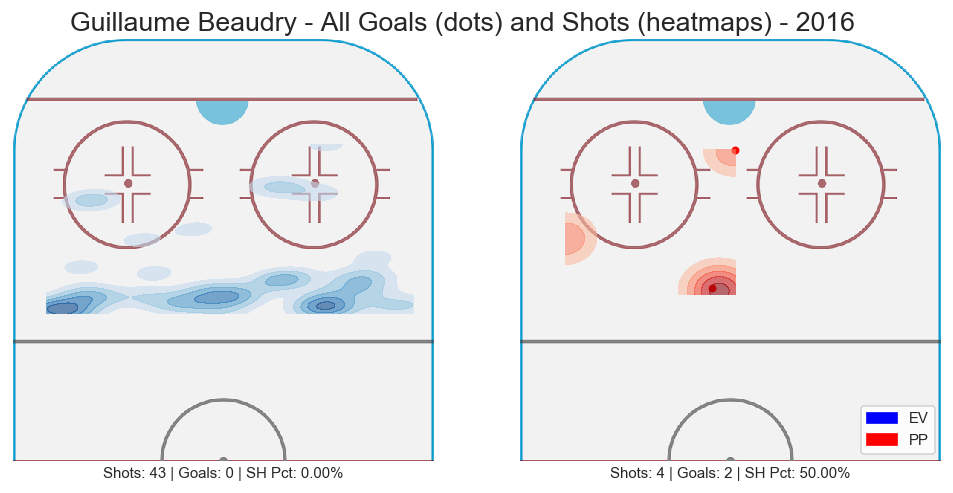 Guillaume Beaudry - All Goals (dots) and Shots (heatmaps) - 2016
EV
PP
Shots: 43 | Goals: 0 | SH Pct: 0.00%
Shots: 4 | Goals: 2 | SH Pct: 50.00%